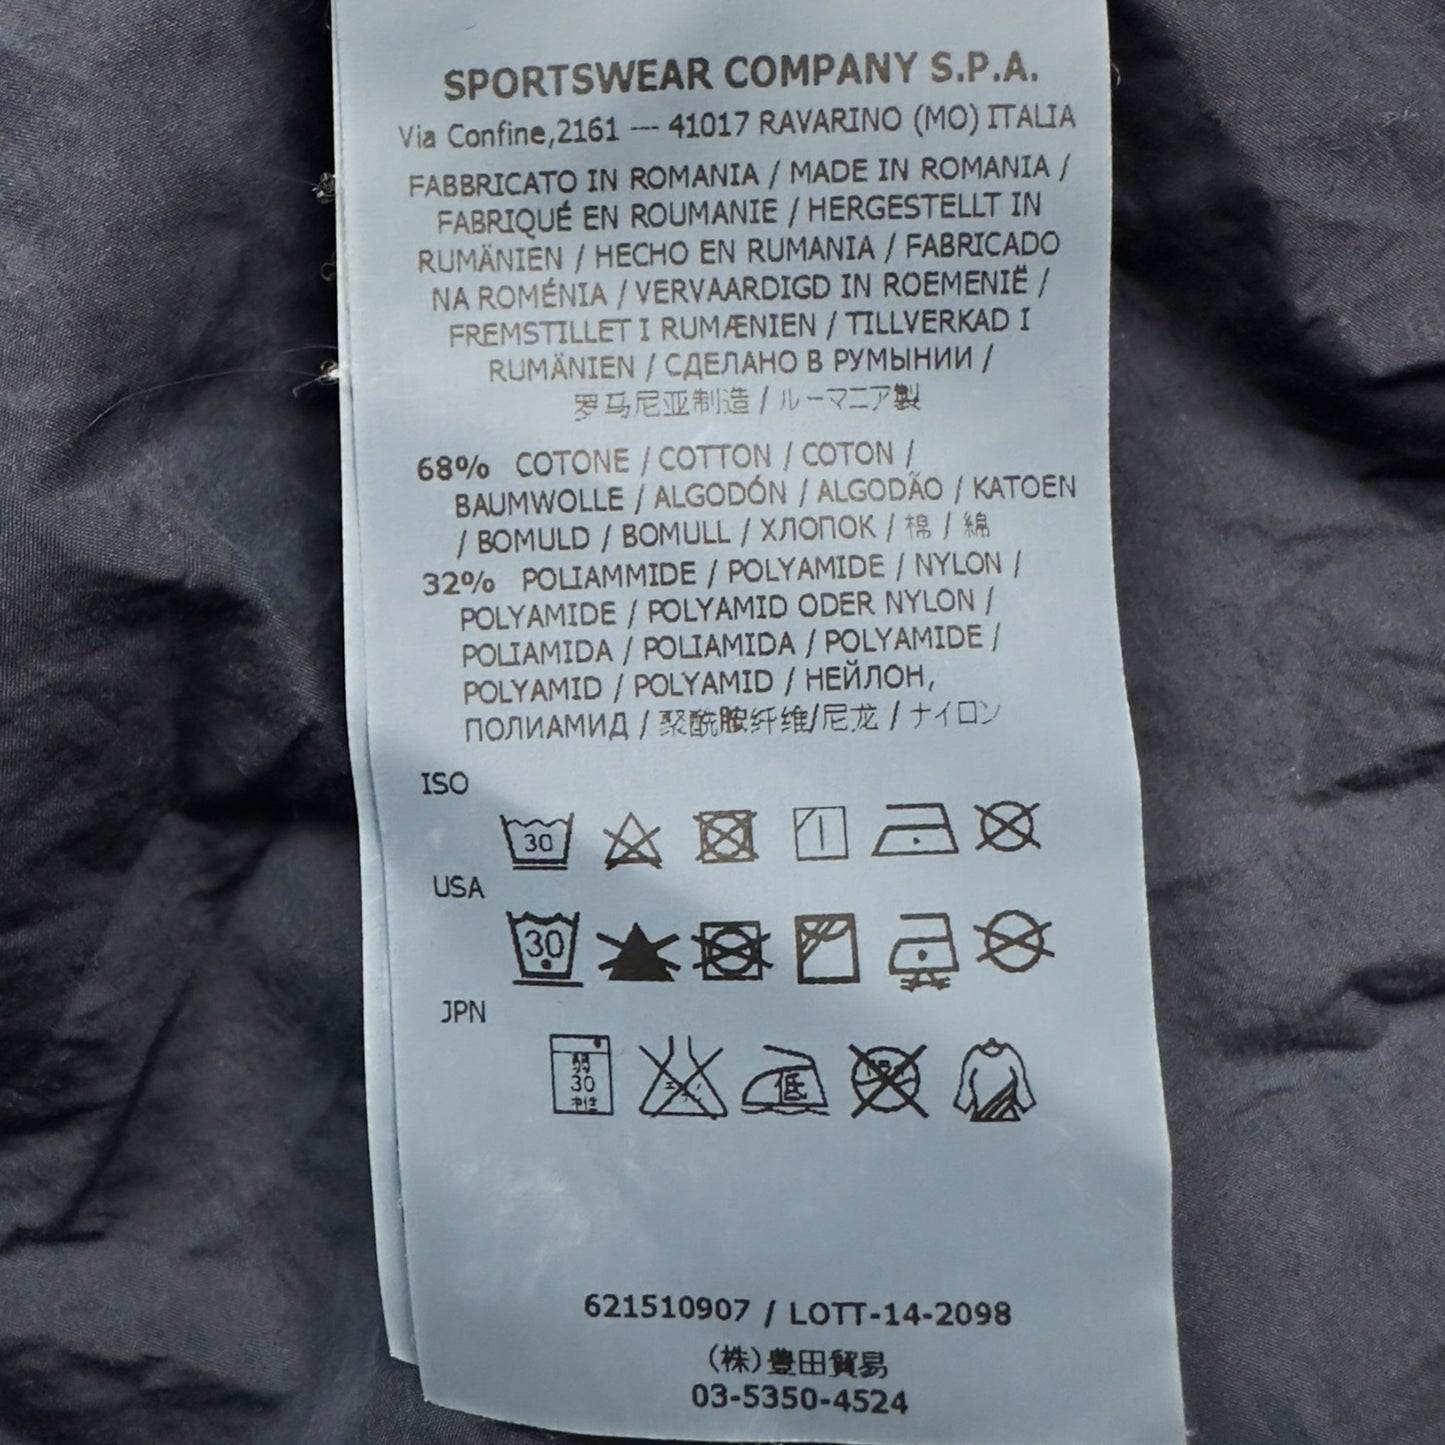 SPORTSWEAR COMPANY S.P.A.
Via Confine,2161 --- 41017 RAVARINO (MO) ITALIA
FABBRICATO IN ROMANIA / MADE IN ROMANIA /
FABRIQUÉ EN ROUMANIE / HERGESTELLT IN
RUMÄNIEN / HECHO EN RUMANIA / FABRICADO
NA ROMÉNIA / VERVAARDIGD IN ROEMENIË /
FREMSTILLET I RUMÆNIEN / TILLVERKAD I
RUMÄNIEN / СДЕЛАНО В РУМЫНИИ /
罗马尼亚制造 / ルーマニア製
68% COTONE / COTTON / COTON /
BAUMWOLLE / ALGODÓN / ALGODÃO / KATOEN
/ BOMULD / BOMULL / ХЛОПОК / 棉 / 綿
32% POLIAMMIDE / POLYAMIDE / NYLON /
POLYAMIDE / POLYAMID ODER NYLON /
POLIAMIDA / POLIAMIDA / POLYAMIDE /
POLYAMID / POLYAMID / НЕЙЛОН,
ПОЛИАМИД / 聚酰胺纤维/尼龙 / ナイロン
ISO
30
USA
30
JPN
弱
30
中性
低
621510907 / LOTT-14-2098
(株)豊田貿易
03-5350-4524